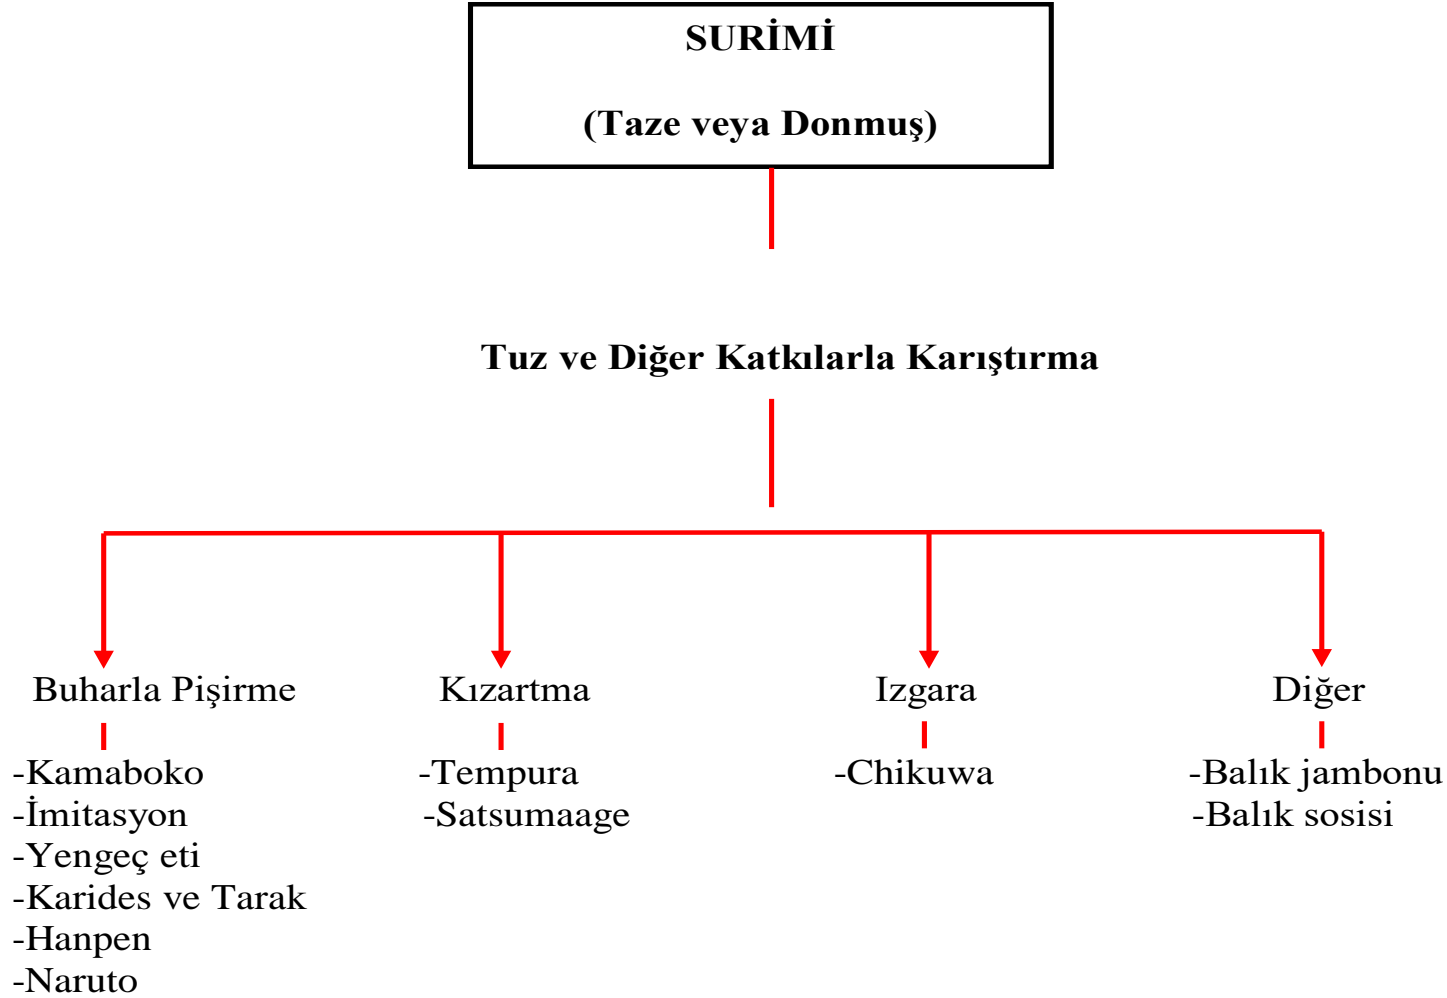 SURİMİ
(Taze veya Donmuş)
Tuz ve Diğer Katkılarla Karıştırma
Buharla Pişirme
-Kamaboko
-İmitasyon
-Yengeç eti
-Karides ve Tarak
-Hanpen
-Naruto
Kızartma
-Tempura
-Satsumaage
Izgara
-Chikuwa
Diğer
-Balık jambonu
-Balık sosisi